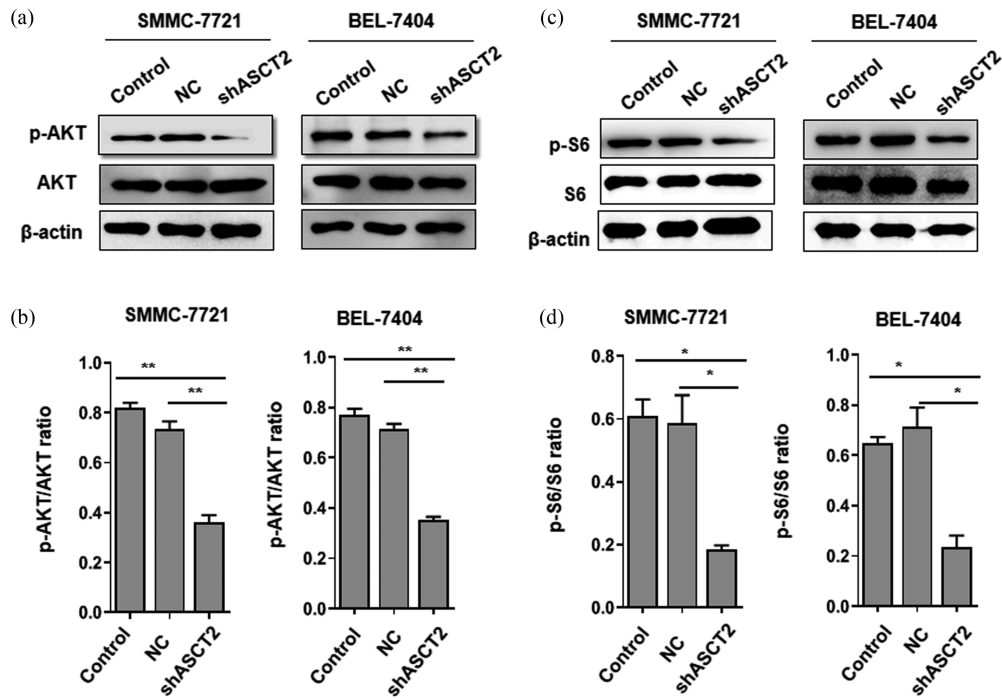 (a)
SMMC-7721
BEL-7404
Control
NC
shASCT2
Control
NC
shASCT2
p-AKT
AKT
β-actin
(c)
SMMC-7721
BEL-7404
Control
NC
shASCT2
Control
NC
shASCT2
p-S6
S6
β-actin
(b)
SMMC-7721
p-AKT/AKT ratio
1.0
0.8
0.6
0.4
0.2
0.0
**
**
Control
NC
shASCT2
BEL-7404
p-AKT/AKT ratio
1.0
0.8
0.6
0.4
0.2
0.0
**
**
Control
NC
shASCT2
(d)
SMMC-7721
p-S6/S6 ratio
0.8
0.6
0.4
0.2
0.0
*
*
Control
NC
shASCT2
BEL-7404
p-S6/S6 ratio
1.0
0.8
0.6
0.4
0.2
0.0
*
*
Control
NC
shASCT2